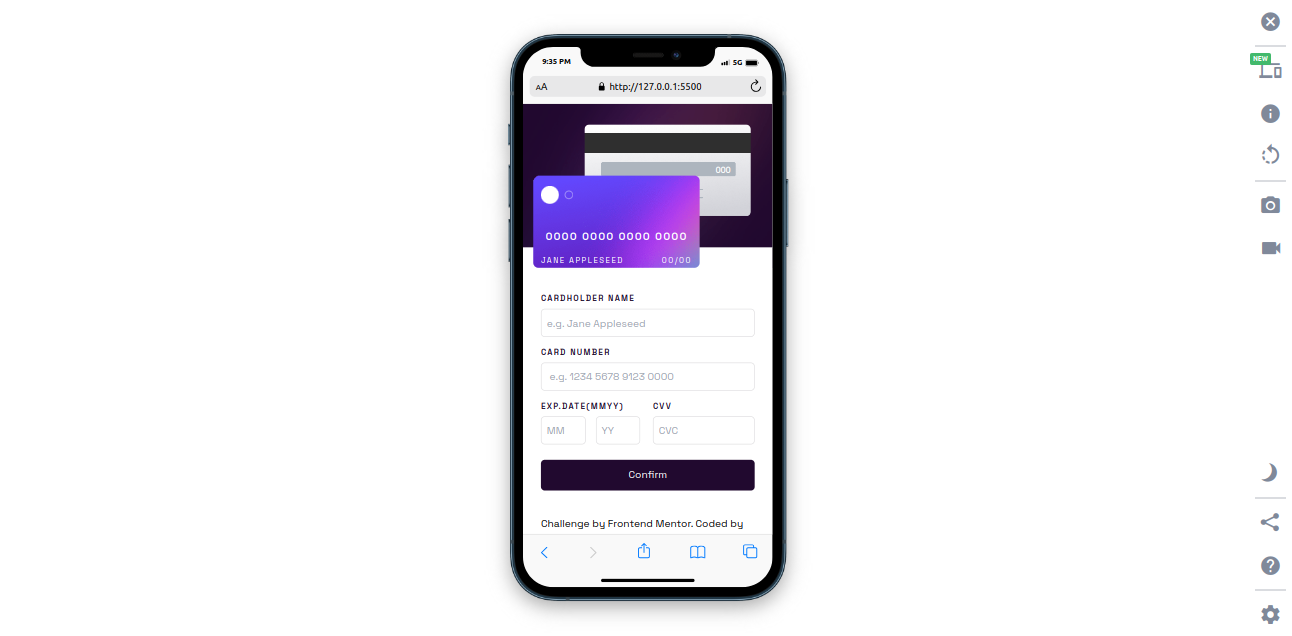 9:35 PM
5G
NEW
AA
http://127.0.0.1:5500
000
0000 0000 0000 0000
JANE APPLESEED
00/00
CARDHOLDER NAME
e.g. Jane Appleseed
CARD NUMBER
e.g. 1234 5678 9123 0000
EXP.DATE(MMYY)
CVV
MM
YY
CVC
Confirm
Challenge by Frontend Mentor. Coded by